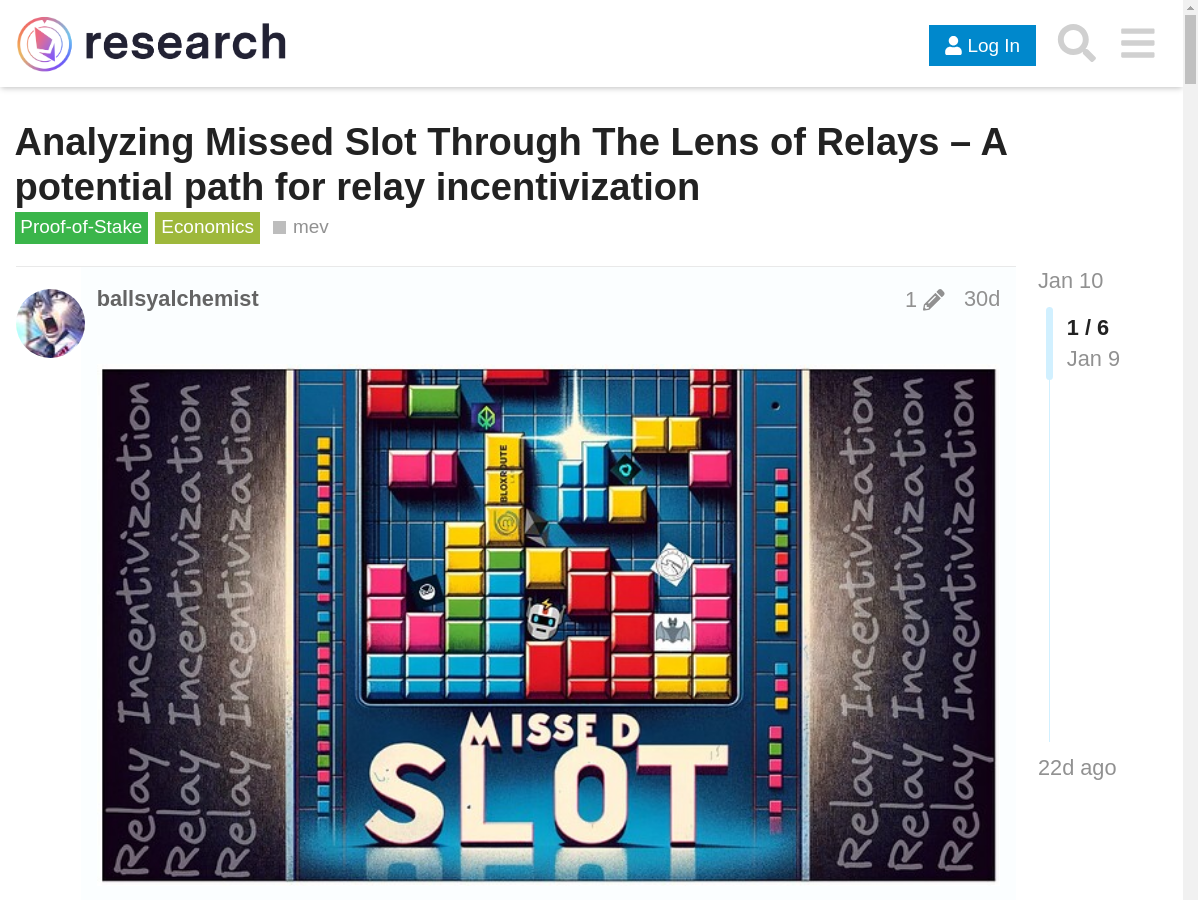 research
Log In
Analyzing Missed Slot Through The Lens of Relays – A
potential path for relay incentivization
Proof-of-Stake
Economics
mev
ballsyalchemist
1
30d
Jan 10
1 / 6
Jan 9
22d ago
Relay Incentivization
Relay Incentivization
Relay Incentivization
BLOXROUTE
LABS
MISSED
SLOT
Relay Incentivization
Relay Incentivization
Relay Incentivization